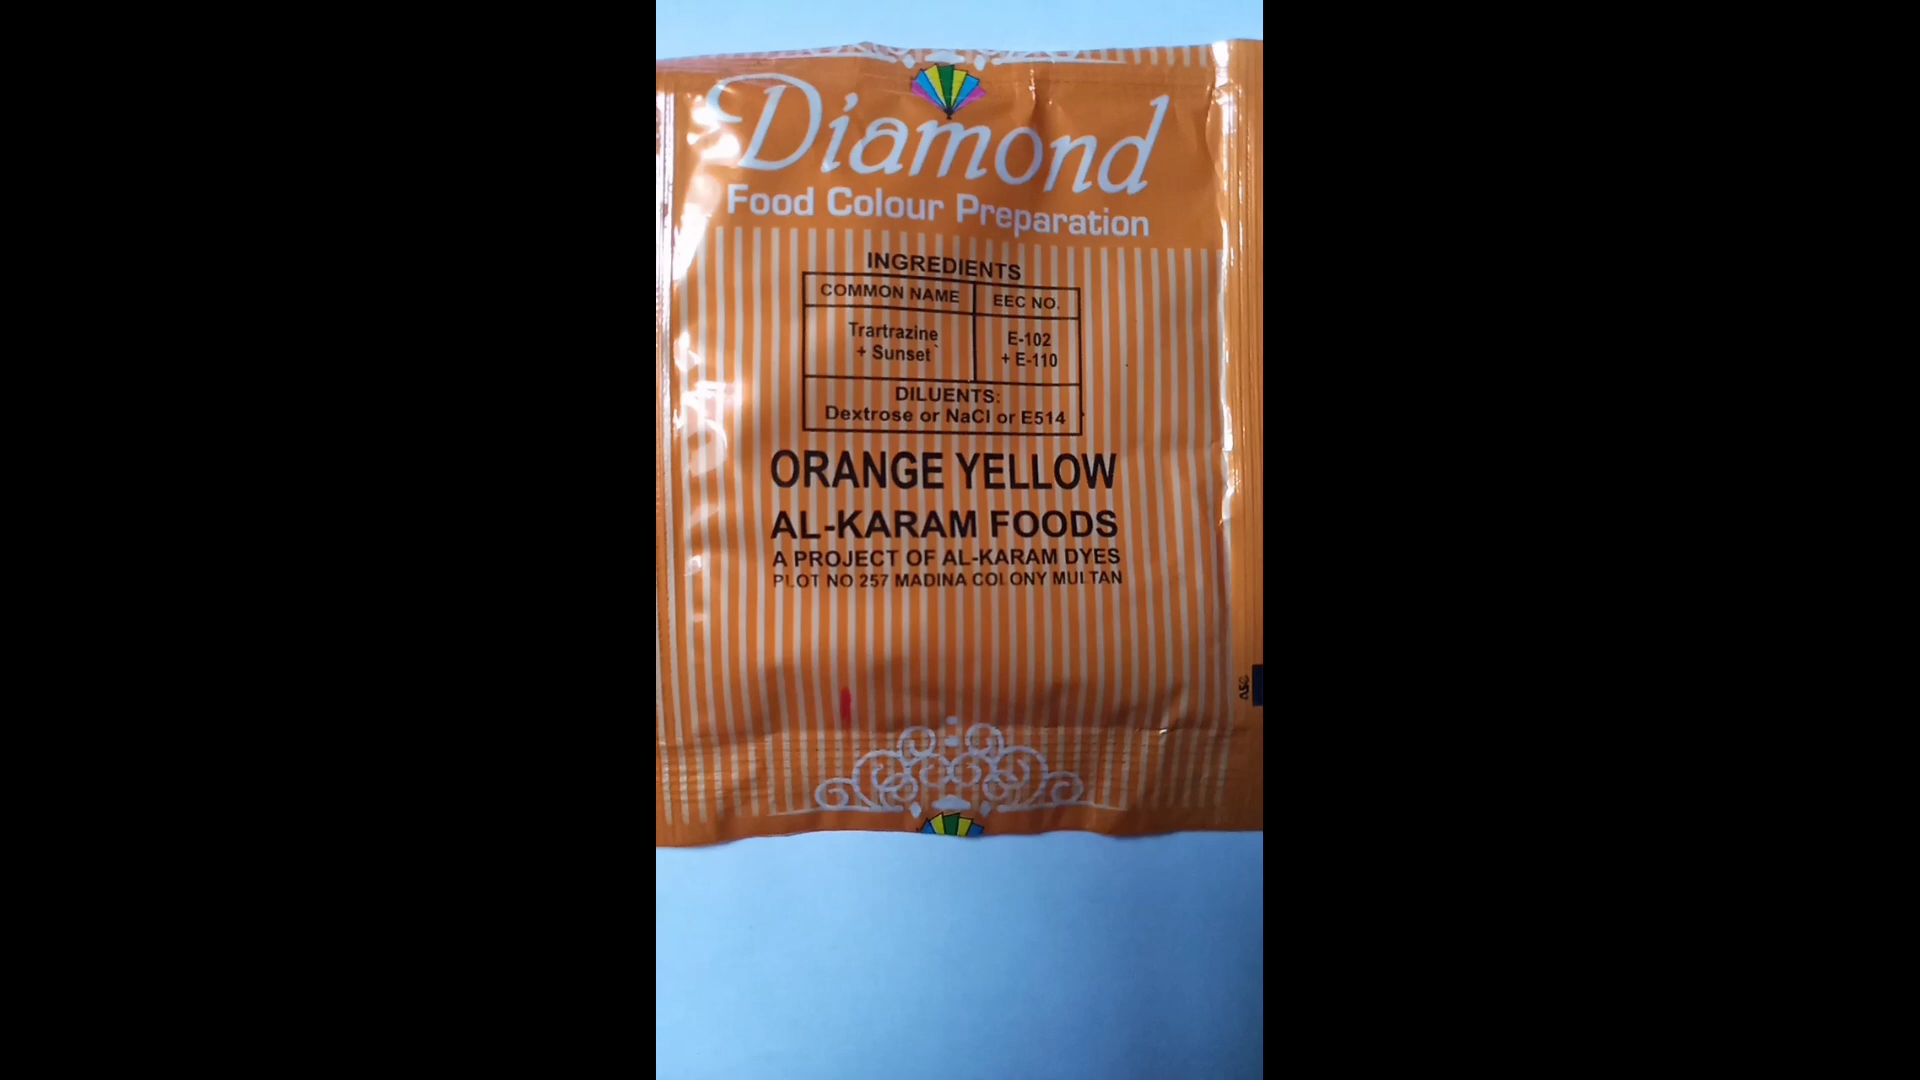 Diamond
Food Colour Preparation
INGREDIENTS
COMMON NAME EEC NO.
Trartrazine E-102
+ Sunset + E-110
DILUENTS:
Dextrose or NaCl or E514
ORANGE YELLOW
AL-KARAM FOODS
A PROJECT OF AL-KARAM DYES
PLOT NO 257 MADINA COLONY MULTAN